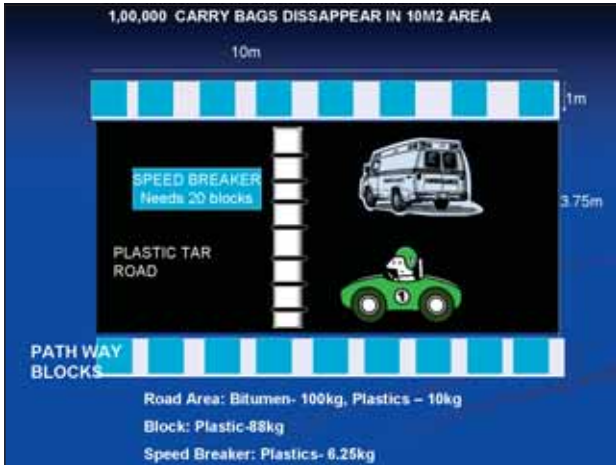 1,00,000 CARRY BAGS DISSAPPEAR IN 10M2 AREA
10m
1m
SPEED BREAKER
Needs 20 blocks
3.75m
PLASTIC TAR
ROAD
1
PATH WAY
BLOCKS
Road Area: Bitumen- 100kg, Plastics – 10kg
Block: Plastic-88kg
Speed Breaker: Plastics- 6.25kg